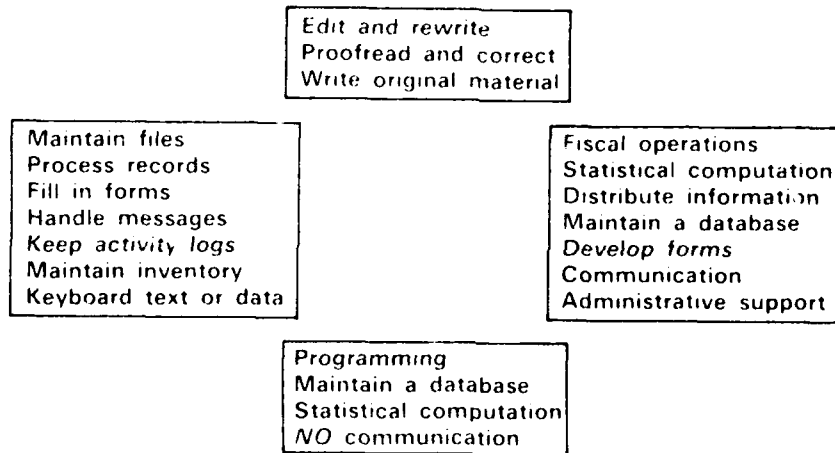 Edit and rewrite
Proofread and correct
Write original material
Maintain files
Process records
Fill in forms
Handle messages
Keep activity logs
Maintain inventory
Keyboard text or data
Fiscal operations
Statistical computation
Distribute information
Maintain a database
Develop forms
Communication
Administrative support
Programming
Maintain a database
Statistical computation
NO communication